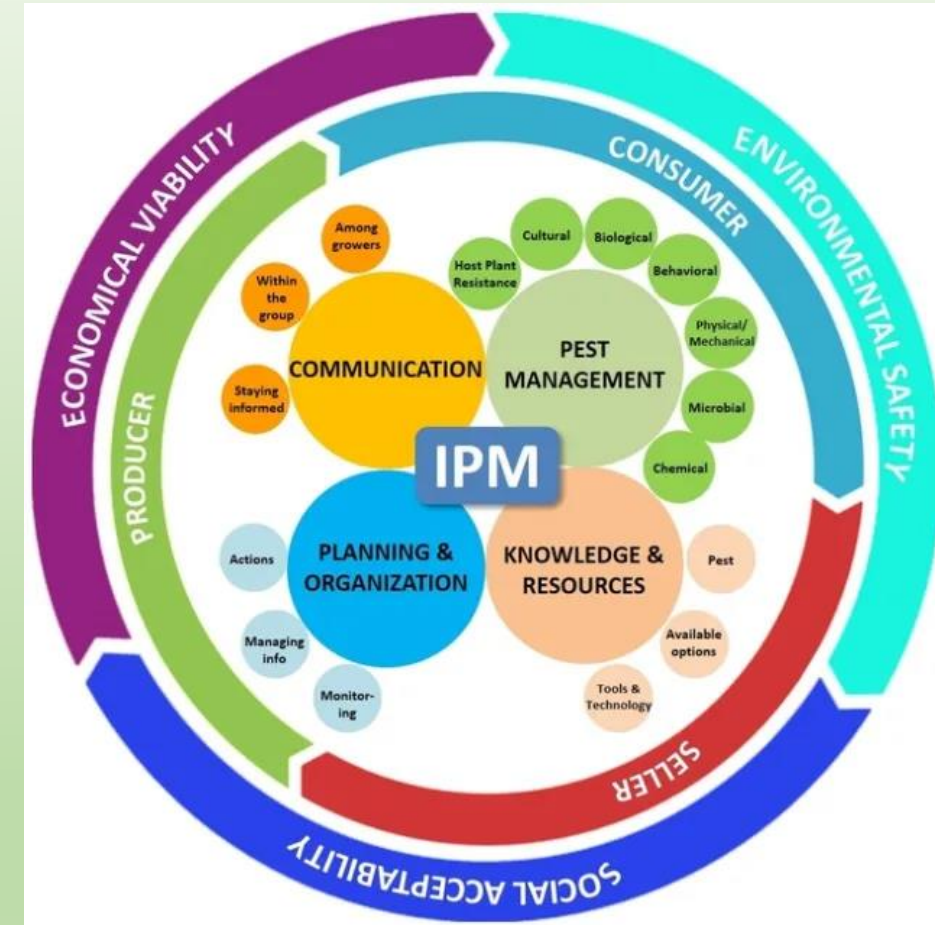 ECONOMICAL VIABILITY
ENVIRONMENTAL SAFETY
SOCIAL ACCEPTABILITY
PRODUCER
CONSUMER
SELLER
IPM
COMMUNICATION
Among
growers
Within
the
group
Staying
informed
PEST
MANAGEMENT
Host Plant
Resistance
Cultural
Biological
Behavioral
Physical/
Mechanical
Microbial
Chemical
PLANNING &
ORGANIZATION
Actions
Managing
info
Monitor-
ing
KNOWLEDGE &
RESOURCES
Pest
Available
options
Tools &
Technology